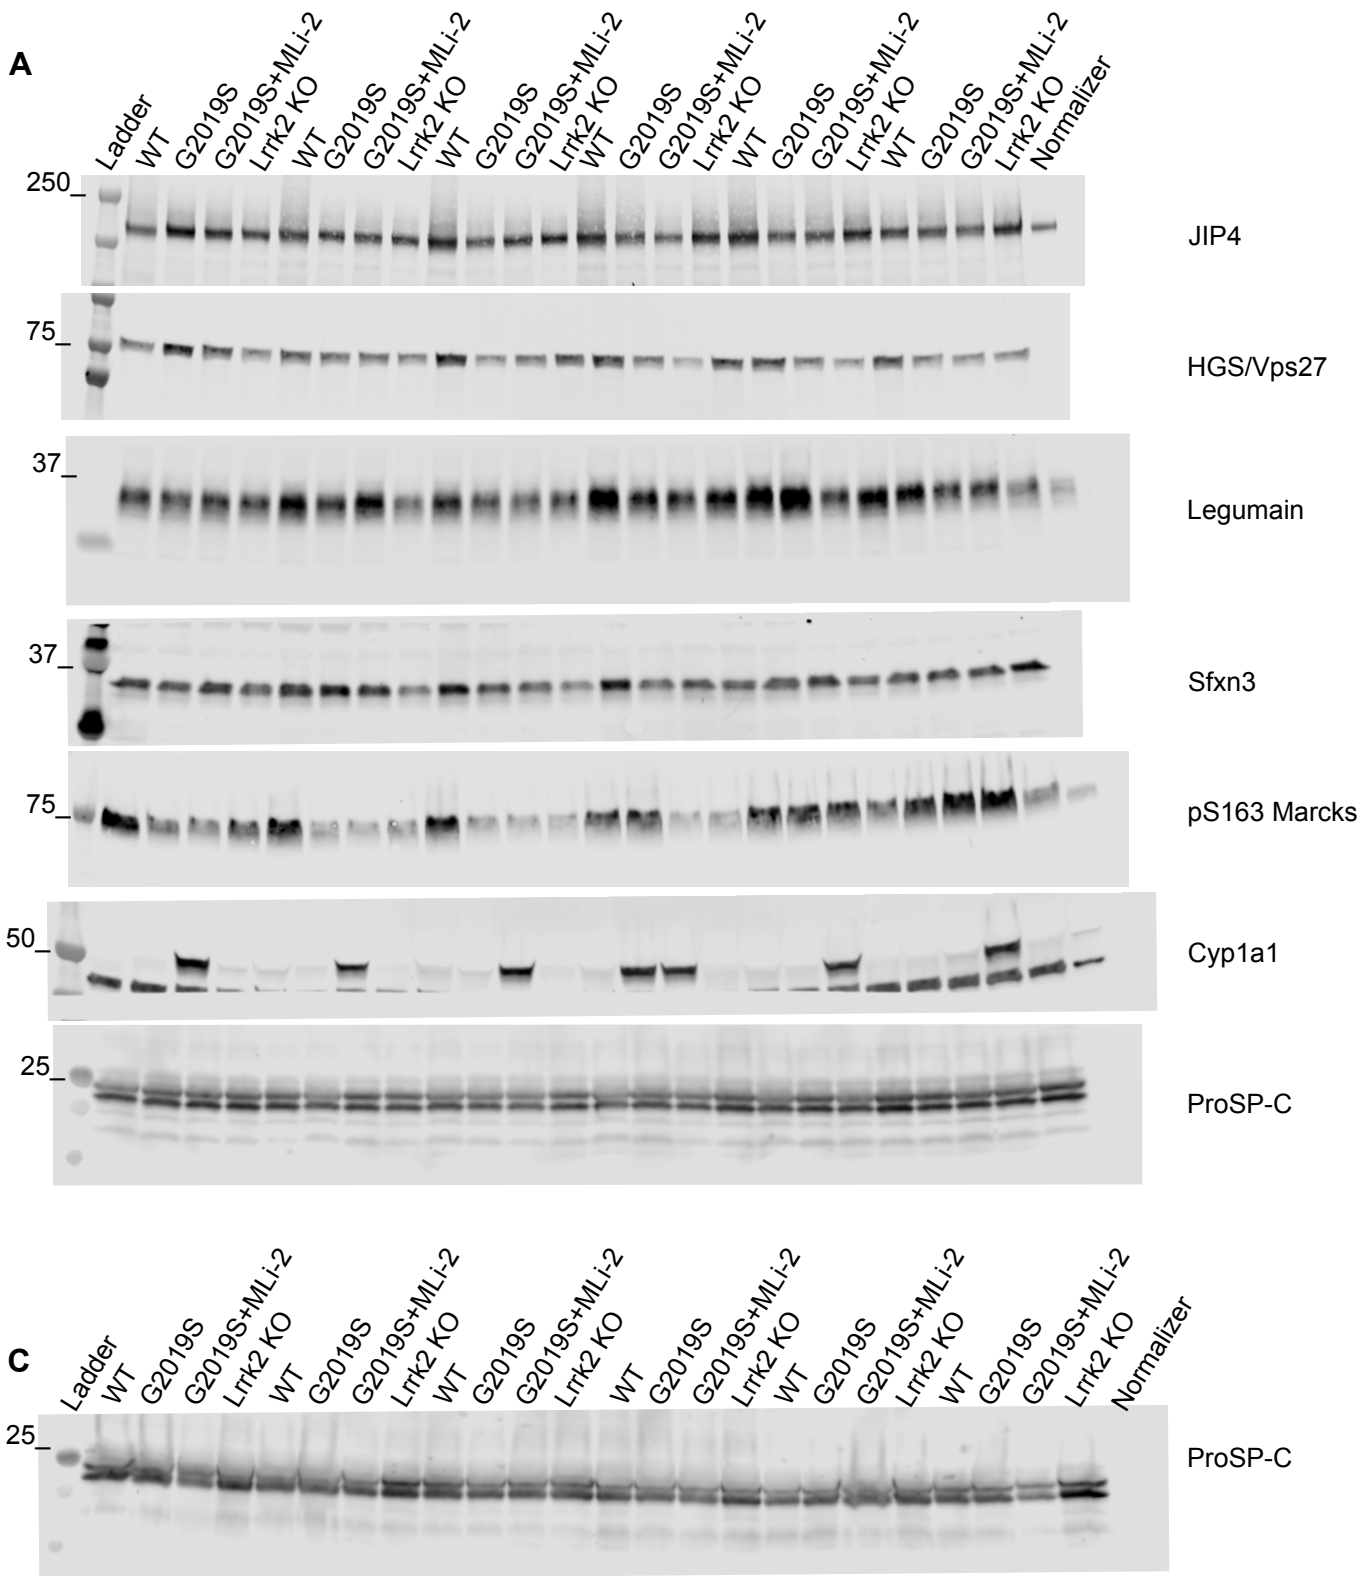 A
Ladder
WT
G2019S
G2019S+MLi-2
Lrrk2 KO
WT
G2019S
G2019S+MLi-2
Lrrk2 KO
WT
G2019S
G2019S+MLi-2
Lrrk2 KO
WT
G2019S
G2019S+MLi-2
Lrrk2 KO
WT
G2019S
G2019S+MLi-2
Lrrk2 KO
WT
G2019S
G2019S+MLi-2
Lrrk2 KO
Normalizer
250
JIP4
75
HGS/Vps27
37
Legumain
37
Sfxn3
75
pS163 Marcks
50
Cyp1a1
25
ProSP-C
C
Ladder
WT
G2019S
G2019S+MLi-2
Lrrk2 KO
WT
G2019S
G2019S+MLi-2
Lrrk2 KO
WT
G2019S
G2019S+MLi-2
Lrrk2 KO
WT
G2019S
G2019S+MLi-2
Lrrk2 KO
WT
G2019S
G2019S+MLi-2
Lrrk2 KO
WT
G2019S
G2019S+MLi-2
Lrrk2 KO
Normalizer
25
ProSP-C